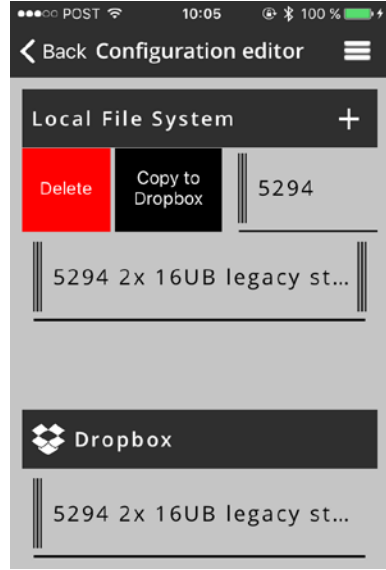 POST 10:05 100 %
Back Configuration editor
Local File System +
Delete Copy to Dropbox 5294
5294 2x 16UB legacy st...
Dropbox
5294 2x 16UB legacy st...